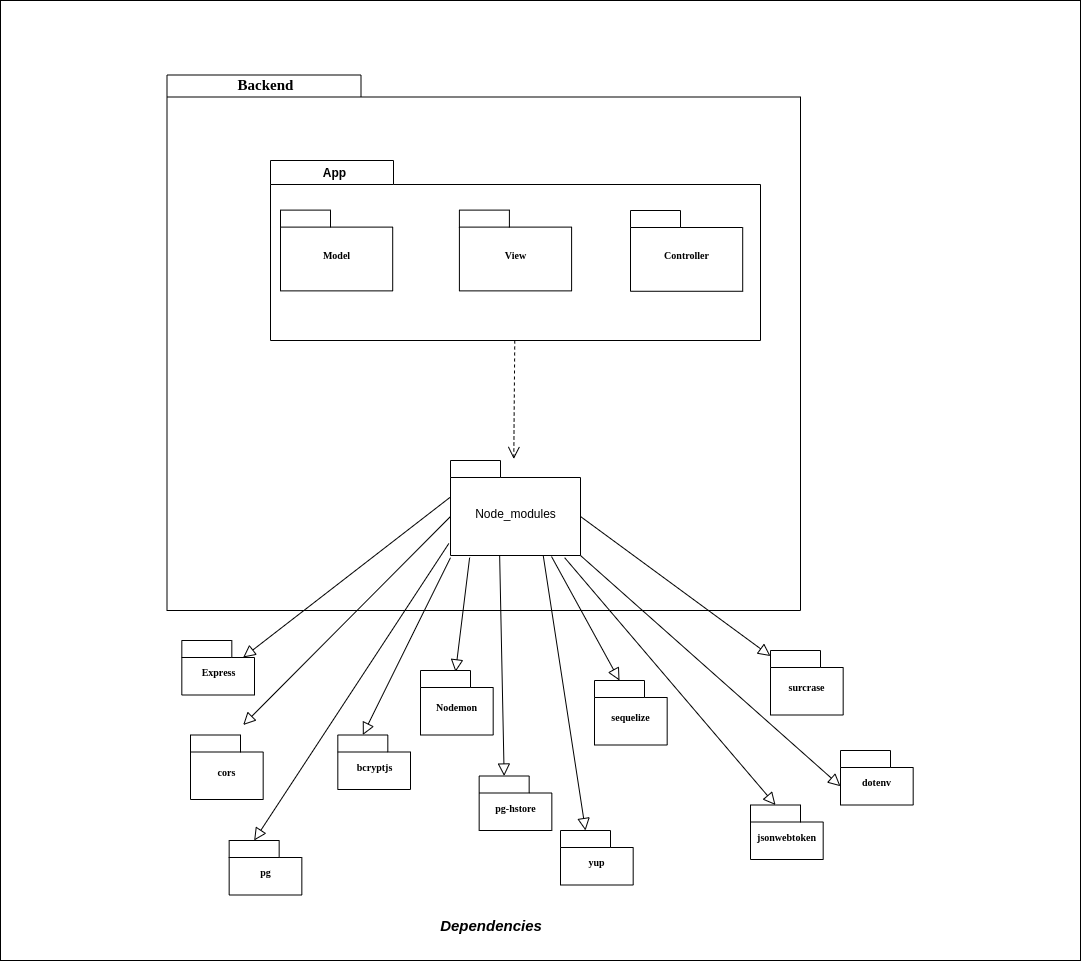 Backend
App
Model
View
Controller
Node_modules
Express
Nodemon
sequelize
surcrase
cors
bcryptjs
pg-hstore
dotenv
pg
yup
jsonwebtoken
Dependencies